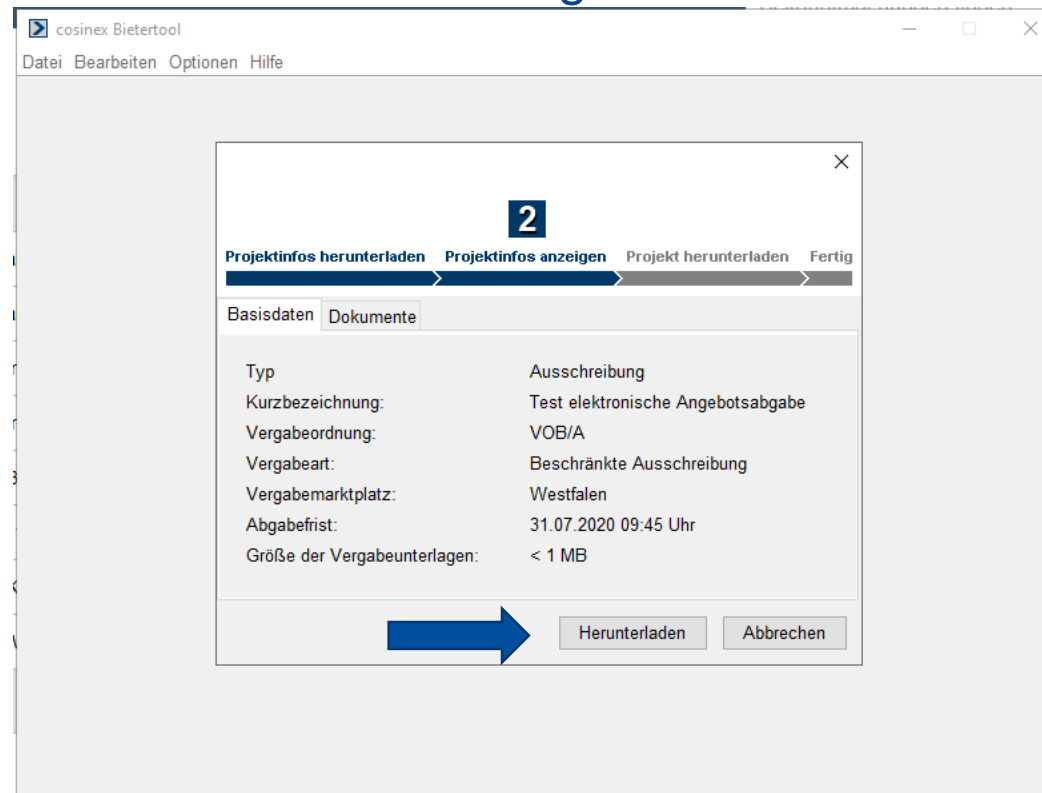 cosinex Bietertool
Datei Bearbeiten Optionen Hilfe
2
Projektinfos herunterladen Projektinfos anzeigen Projekt herunterladen Fertig
Basisdaten Dokumente
Typ Ausschreibung
Kurzbezeichnung: Test elektronische Angebotsabgabe
Vergabeordnung: VOB/A
Vergabeart: Beschränkte Ausschreibung
Vergabemarktplatz: Westfalen
Abgabefrist: 31.07.2020 09:45 Uhr
Größe der Vergabeunterlagen: < 1 MB
Herunterladen Abbrechen